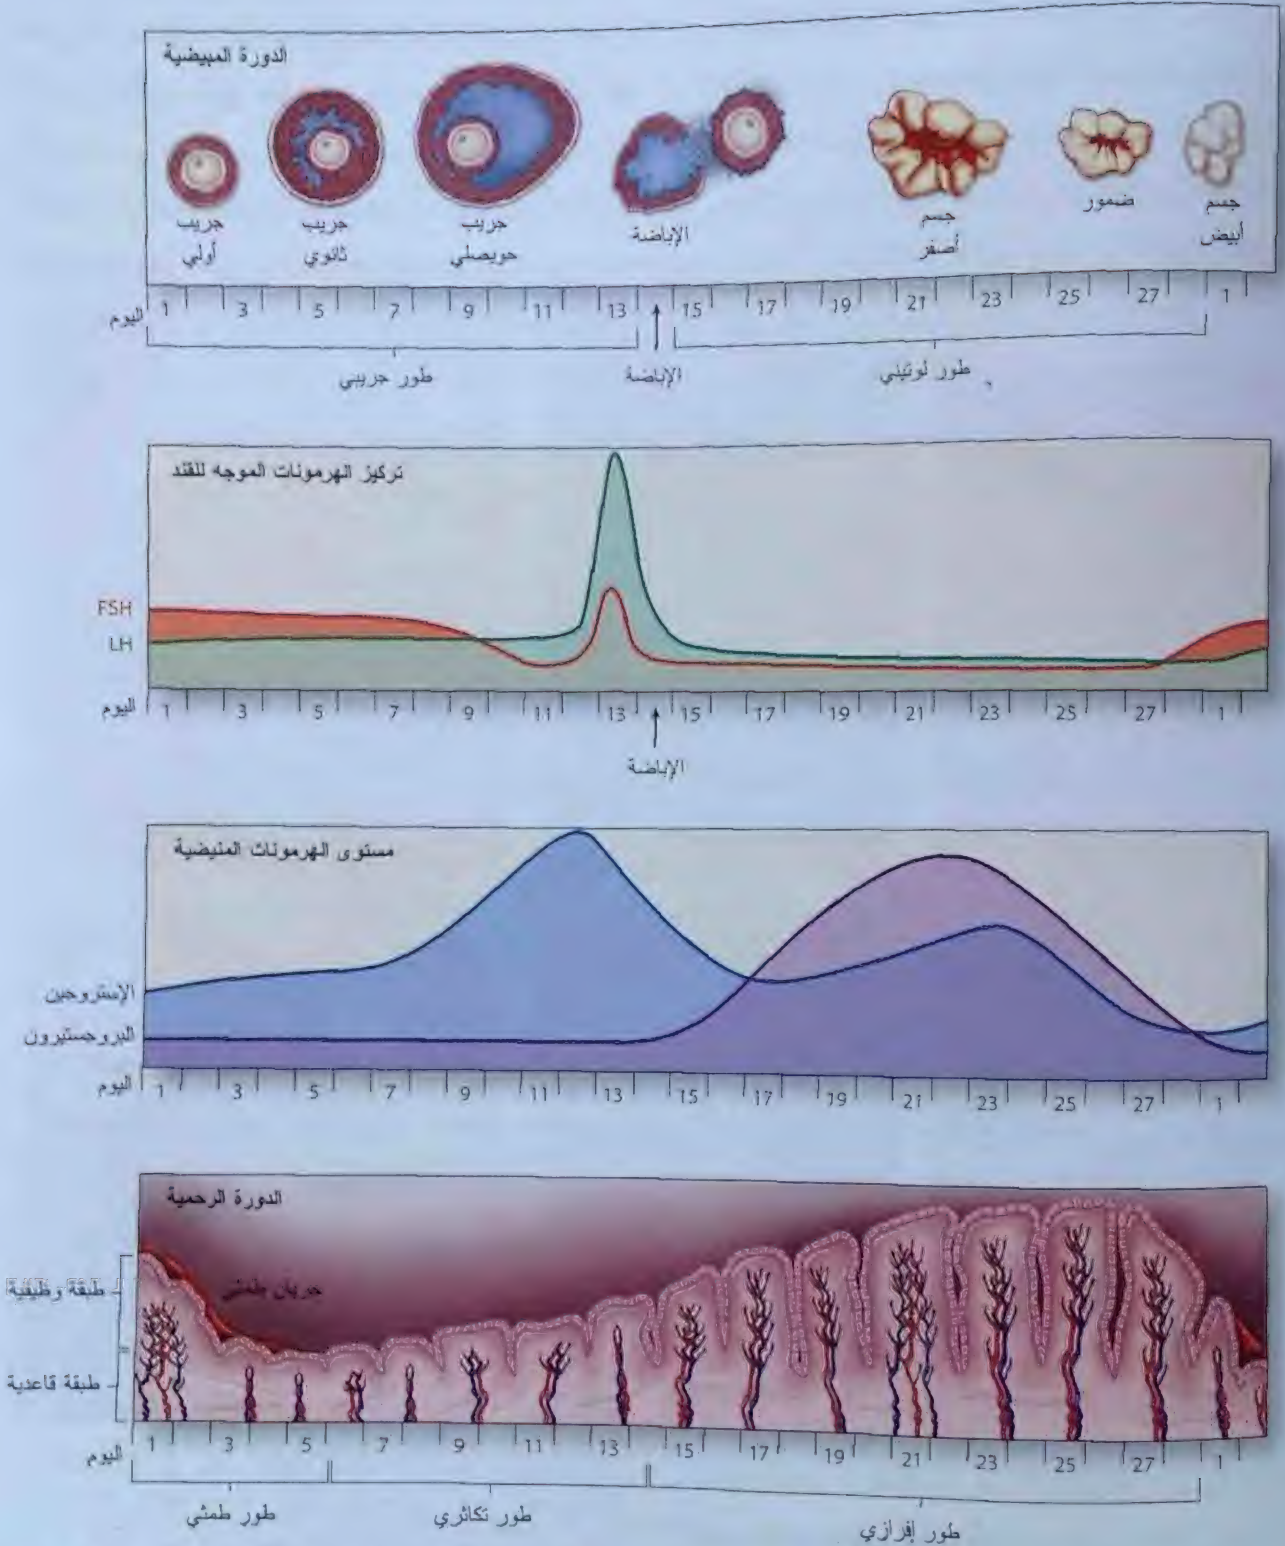 الدورة المبيضية
جريب
أولي
جريب
ثانوي
جريب
حويصلي
الإباضة
جسم
أصفر
ضمور
جسم
أبيض
اليوم 1 3 5 7 9 11 13 15 17 19 21 23 25 27 1
طور جريبي
الإباضة
طور لوتيني
تركيز الهرمونات الموجه للقند
FSH
LH
اليوم 1 3 5 7 9 11 13 15 17 19 21 23 25 27 1
الإباضة
مستوى الهرمونات المنيضية
الإستروجين
البروجستيرون
اليوم 1 3 5 7 9 11 13 15 17 19 21 23 25 27 1
الدورة الرحمية
جريان طمثي
طبقة وظيفية
طبقة قاعدية
اليوم 1 3 5 7 9 11 13 15 17 19 21 23 25 27 1
طور طمثي
طور تكاثري
طور إفرازي